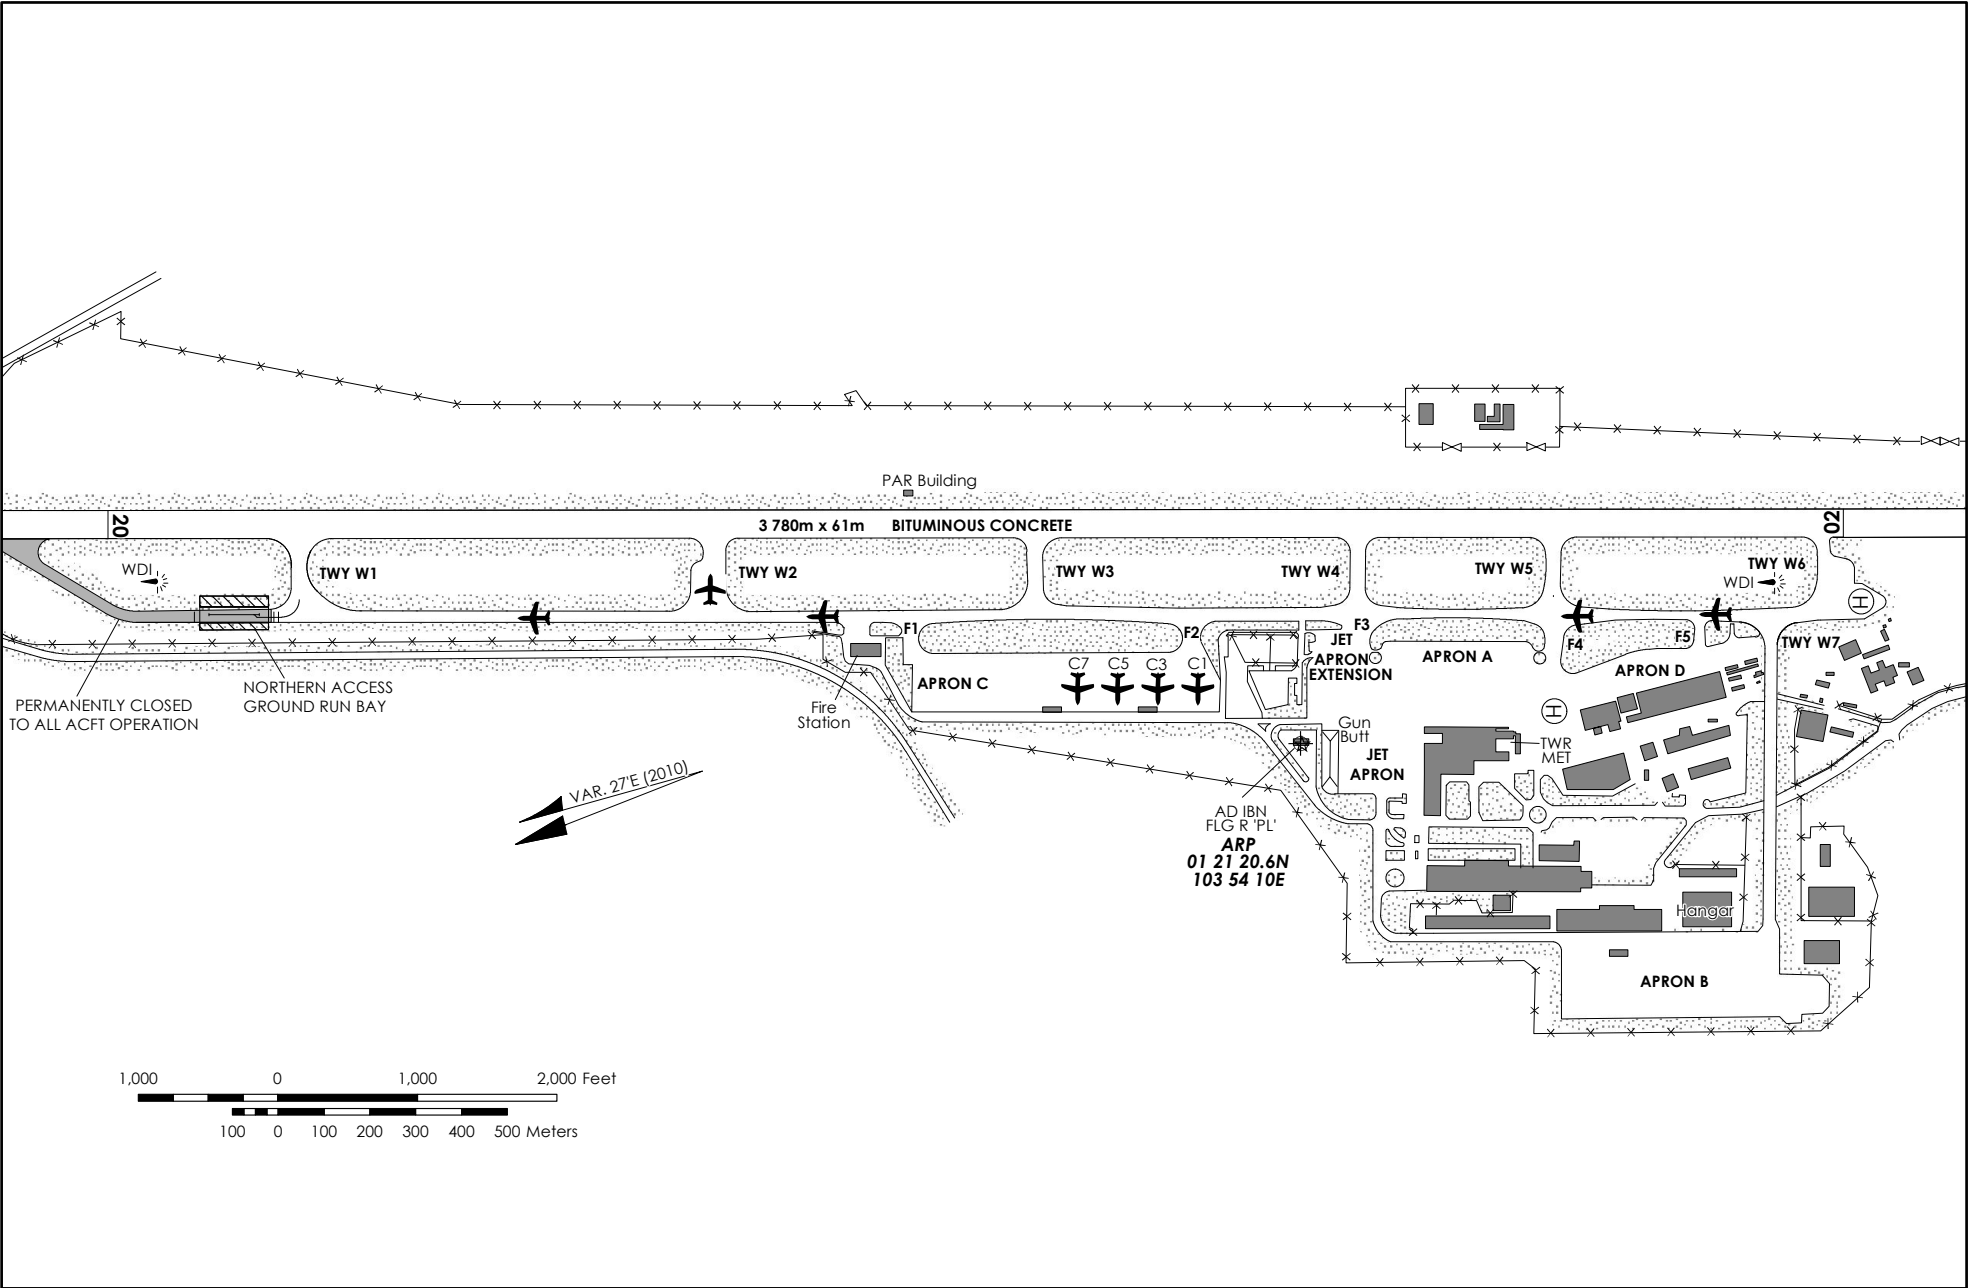 PAR Building
20
3 780m x 61m BITUMINOUS CONCRETE
02
WDI
TWY W1
TWY W2
TWY W3
TWY W4
TWY W5
TWY W6
WDI
H
F1
F2
F3
F4
F5
TWY W7
JET
APRON
EXTENSION
APRON A
APRON D
C7
C5
C3
C1
APRON C
PERMANENTLY CLOSED
TO ALL ACFT OPERATION
NORTHERN ACCESS
GROUND RUN BAY
Fire
Station
H
Gun
Butt
TWR
MET
JET
APRON
VAR. 27'E (2010)
AD IBN
FLG R 'PL'
ARP
01 21 20.6N
103 54 10E
Hangar
APRON B
1,000 0 1,000 2,000 Feet
100 0 100 200 300 400 500 Meters